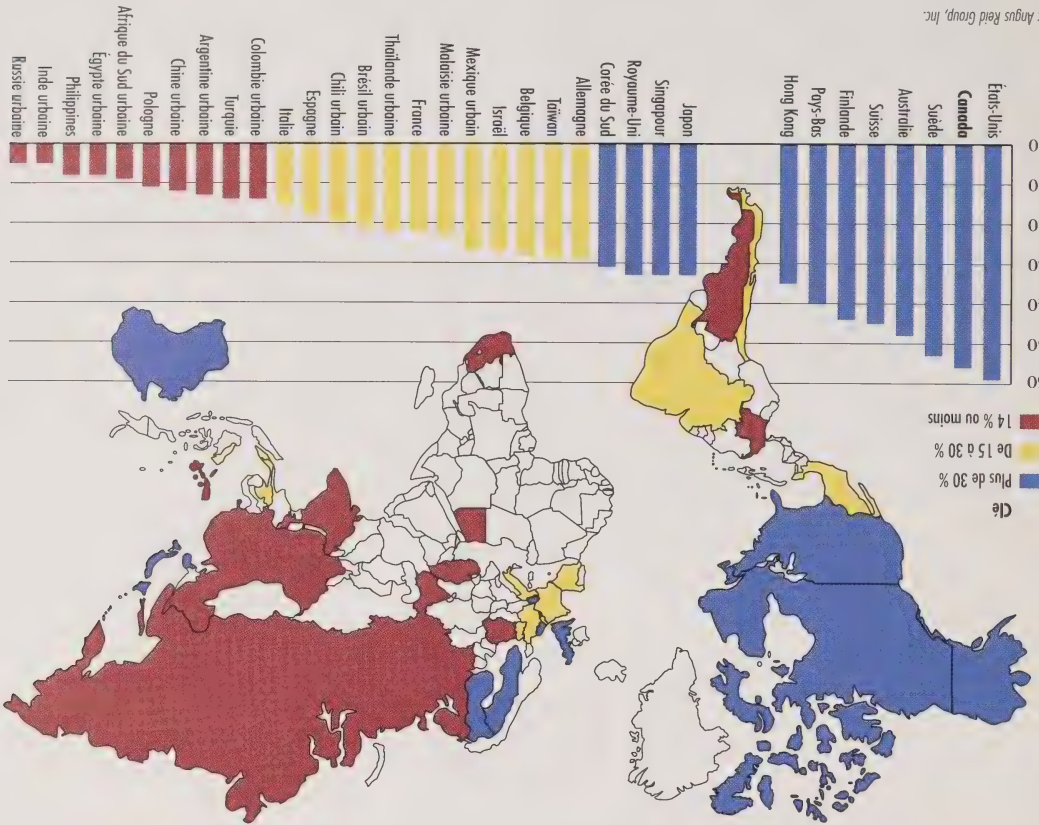 Clé
Plus de 30 %
De 15 à 30 %
14 % ou moins
États-Unis
Canada
Suède
Australie
Suisse
Finlande
Pays-Bas
Hong Kong
Japon
Singapour
Royaume-Uni
Corée du Sud
Allemagne
Taïwan
Belgique
Israël
Mexique urbain
Malaisie urbaine
France
Thaïlande urbaine
Brésil urbain
Chili urbain
Espagne
Italie
Colombie urbaine
Turquie
Argentine urbaine
Chine urbaine
Pologne
Afrique du Sud urbaine
Égypte urbaine
Philippines
Inde urbaine
Russie urbaine
: Angus Reid Group, Inc.